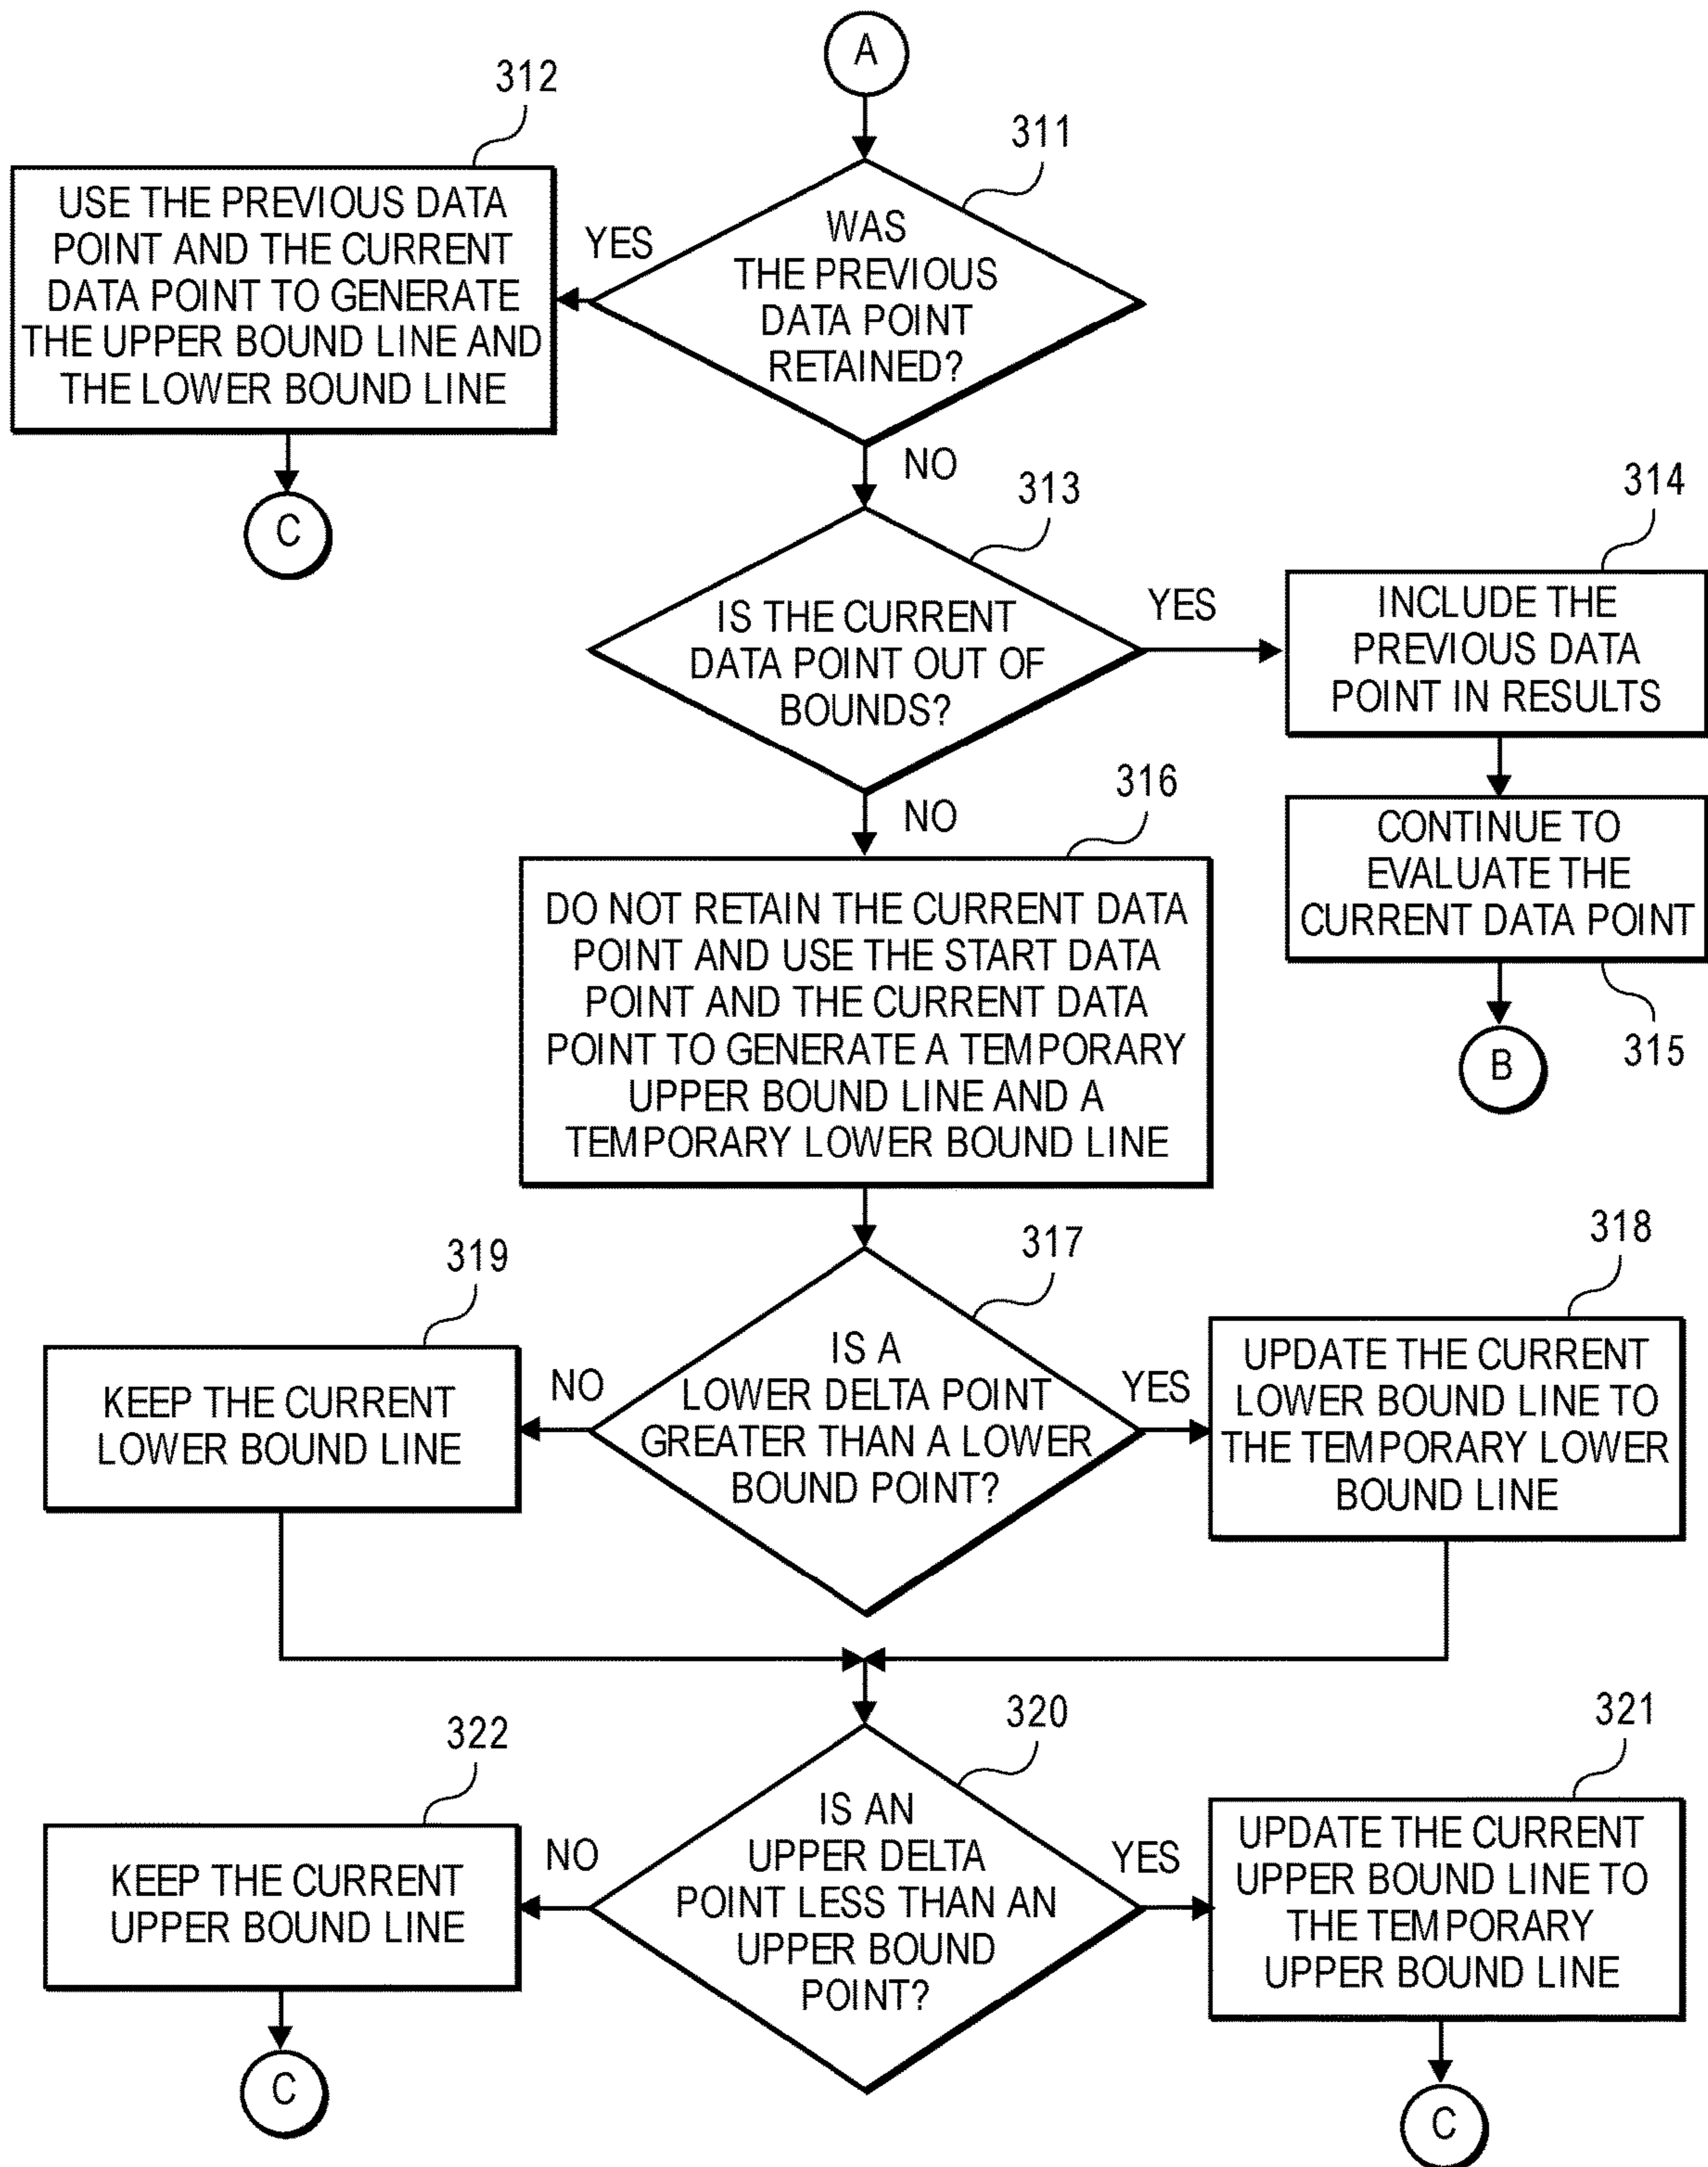 A
311
312
USE THE PREVIOUS DATA
POINT AND THE CURRENT
DATA POINT TO GENERATE
THE UPPER BOUND LINE AND
THE LOWER BOUND LINE
YES
WAS
THE PREVIOUS
DATA POINT
RETAINED?
C
NO
313
314
IS THE CURRENT
DATA POINT OUT OF
BOUNDS?
YES
INCLUDE THE
PREVIOUS DATA
POINT IN RESULTS
NO
316
CONTINUE TO
EVALUATE THE
CURRENT DATA POINT
315
B
DO NOT RETAIN THE CURRENT DATA
POINT AND USE THE START DATA
POINT AND THE CURRENT DATA
POINT TO GENERATE A TEMPORARY
UPPER BOUND LINE AND A
TEMPORARY LOWER BOUND LINE
319
317
318
KEEP THE CURRENT
LOWER BOUND LINE
NO
IS A
LOWER DELTA POINT
GREATER THAN A LOWER
BOUND POINT?
YES
UPDATE THE CURRENT
LOWER BOUND LINE TO
THE TEMPORARY LOWER
BOUND LINE
322
320
321
KEEP THE CURRENT
UPPER BOUND LINE
NO
IS AN
UPPER DELTA
POINT LESS THAN AN
UPPER BOUND
POINT?
YES
UPDATE THE CURRENT
UPPER BOUND LINE TO
THE TEMPORARY
UPPER BOUND LINE
C
C